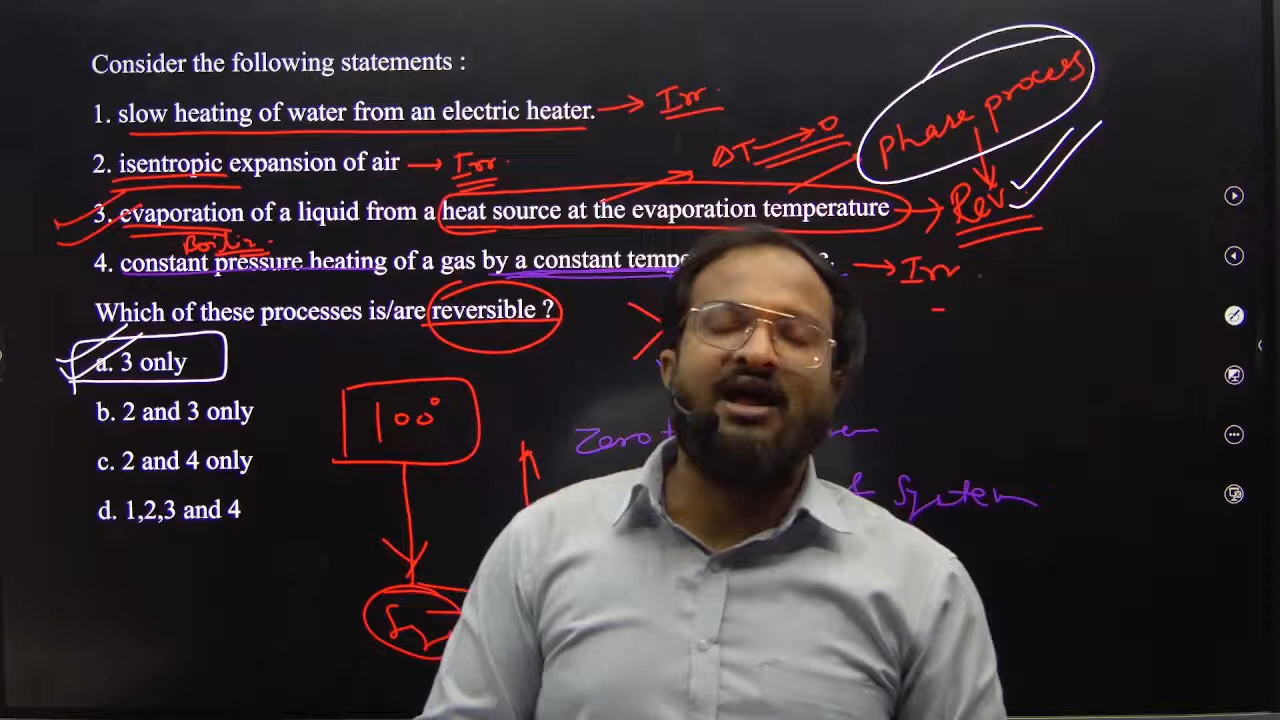 Consider the following statements :
1. slow heating of water from an electric heater. → Irr.
2. isentropic expansion of air → Irr.
ΔT → 0
phase process
3. evaporation of a liquid from a heat source at the evaporation temperature → Rev.
4. constant pressure heating of a gas by a constant → Irr
Which of these processes is/are reversible ?
a. 3 only
b. 2 and 3 only
c. 2 and 4 only
d. 1,2,3 and 4
100°
Zero
System